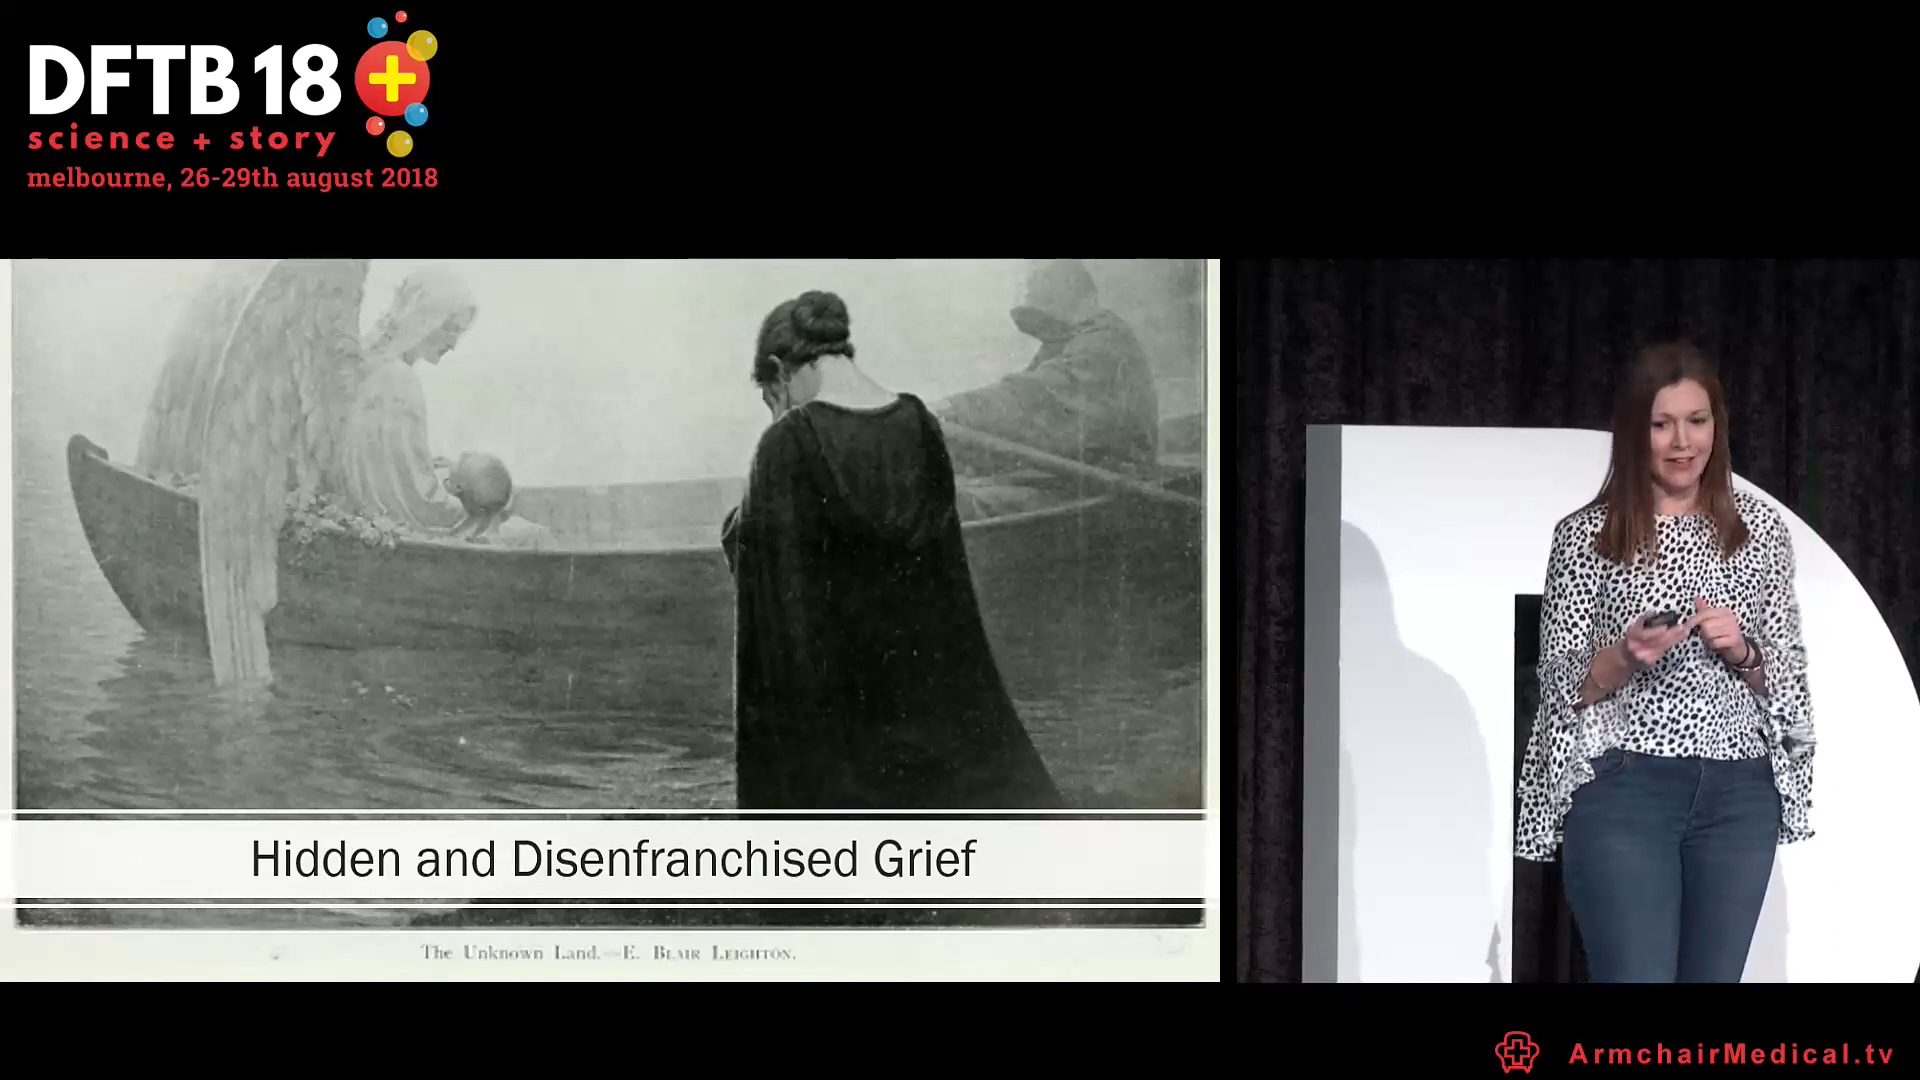 DFTB 18
science + story
melbourne, 26-29th august 2018
Hidden and Disenfranchised Grief
The Unknown Land.—E. BLAIR LEIGHTON.
ArmchairMedical.tv